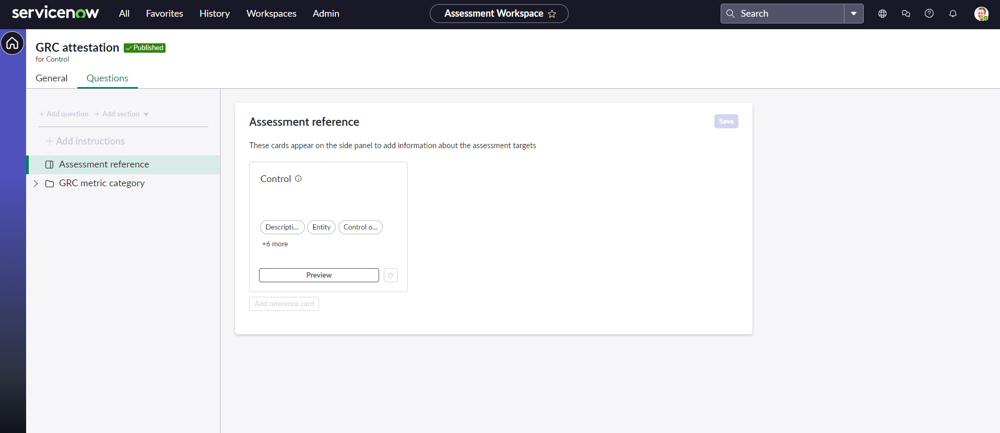 servicenow All Favorites History Workspaces Admin Assessment Workspace Search
GRC attestation Published
for Control
General Questions
Add question Add section
Add instructions
Assessment reference
GRC metric category
Assessment reference Save
These cards appear on the side panel to add information about the assessment targets
Control
Descripti... Entity Control o...
+6 more
Preview
Add reference card